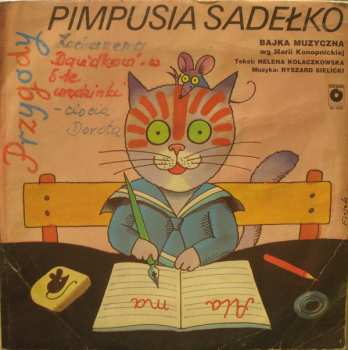 Przygody
PIMPUSIA SADEŁKO
BAJKA MUZYCZNA
wg Marii Konopnickiej
Tekst: HELENA KOŁACZKOWSKA
Muzyka: RYSZARD SIELICKI
Kochanemu
Dawidkowi - w
5-te
urodzinki
- ciocia
Dorota
Ala
ma